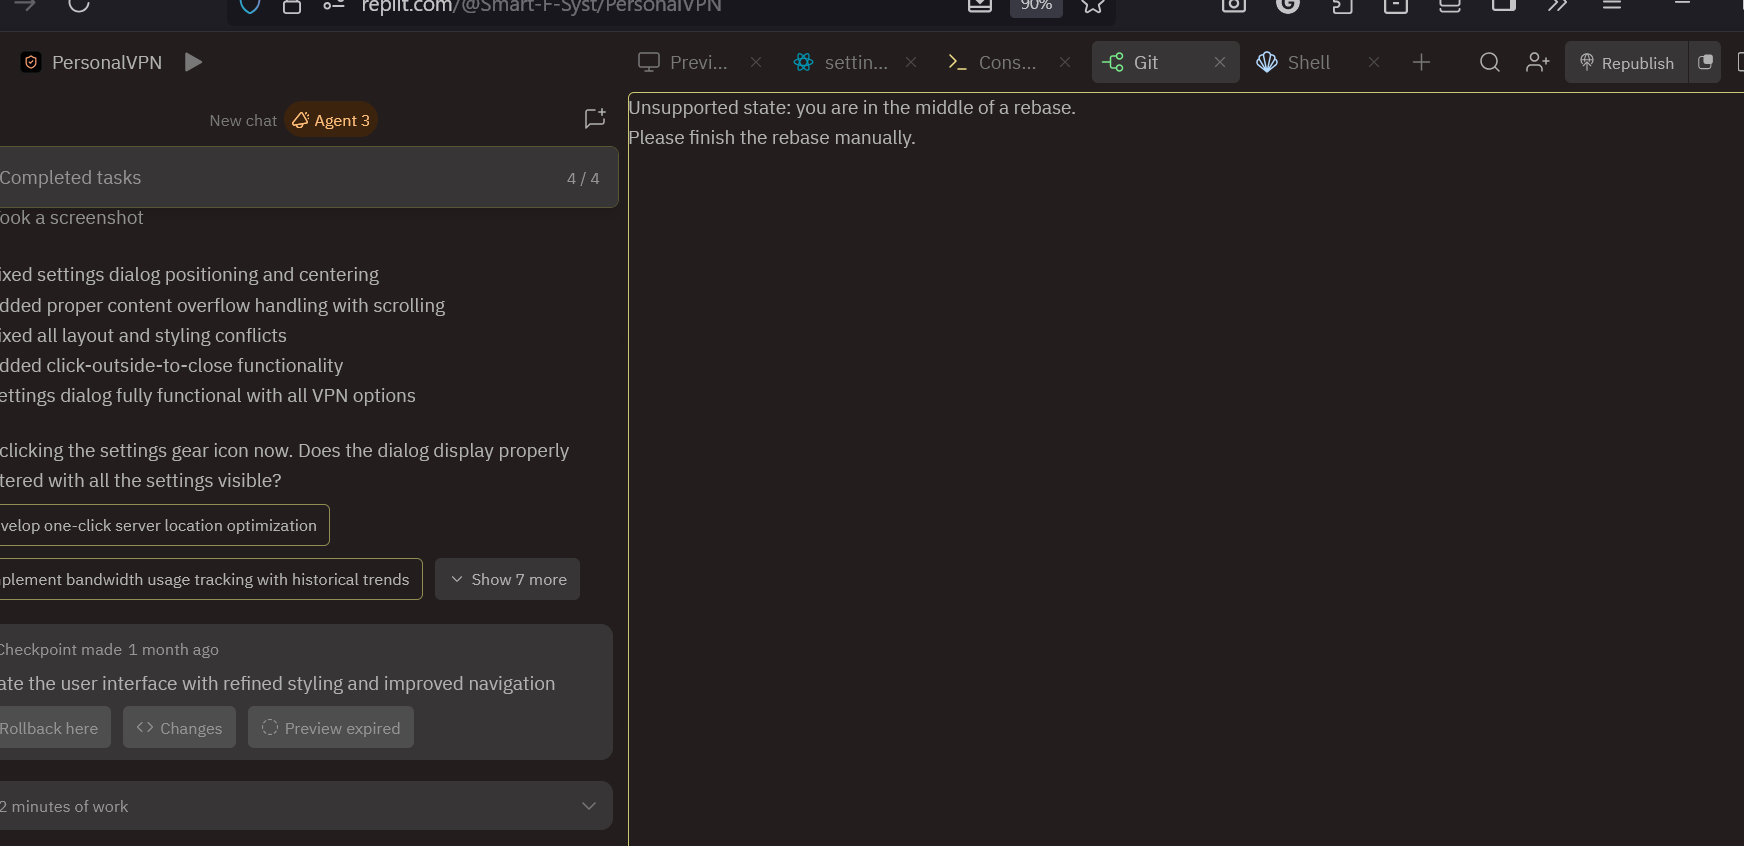 replit.com/@Smart-F-Syst/PersonalVPN
90%
PersonalVPN
Previ...
settin...
Cons...
Git
Shell
Republish
New chat
Agent 3
Unsupported state: you are in the middle of a rebase.
Please finish the rebase manually.
Completed tasks
4 / 4
ook a screenshot
ixed settings dialog positioning and centering
dded proper content overflow handling with scrolling
ixed all layout and styling conflicts
dded click-outside-to-close functionality
ettings dialog fully functional with all VPN options
clicking the settings gear icon now. Does the dialog display properly
tered with all the settings visible?
velop one-click server location optimization
plement bandwidth usage tracking with historical trends
Show 7 more
Checkpoint made 1 month ago
ate the user interface with refined styling and improved navigation
Rollback here
Changes
Preview expired
2 minutes of work